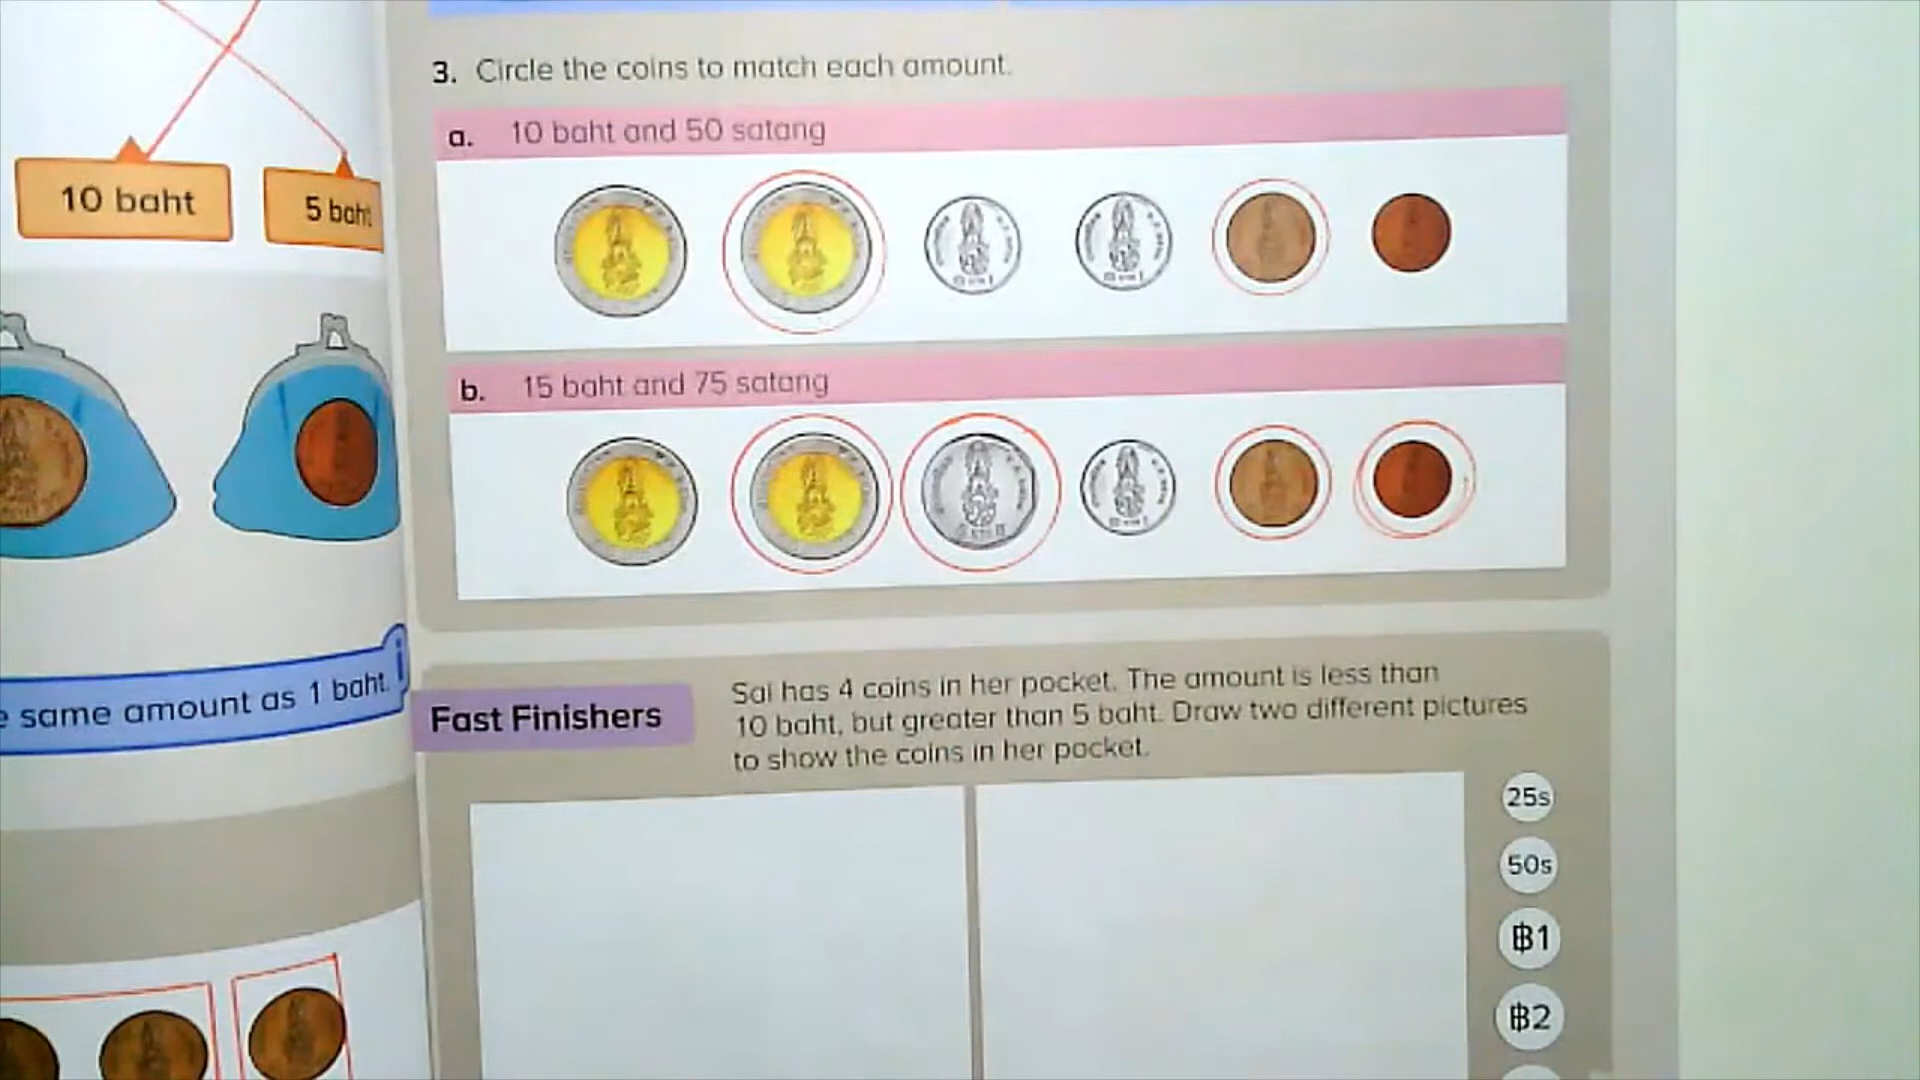 10 baht
5 baht
same amount as 1 baht.
3. Circle the coins to match each amount.
a. 10 baht and 50 satang
b. 15 baht and 75 satang
Fast Finishers
Sai has 4 coins in her pocket. The amount is less than
10 baht, but greater than 5 baht. Draw two different pictures
to show the coins in her pocket.
25s
50s
฿1
฿2